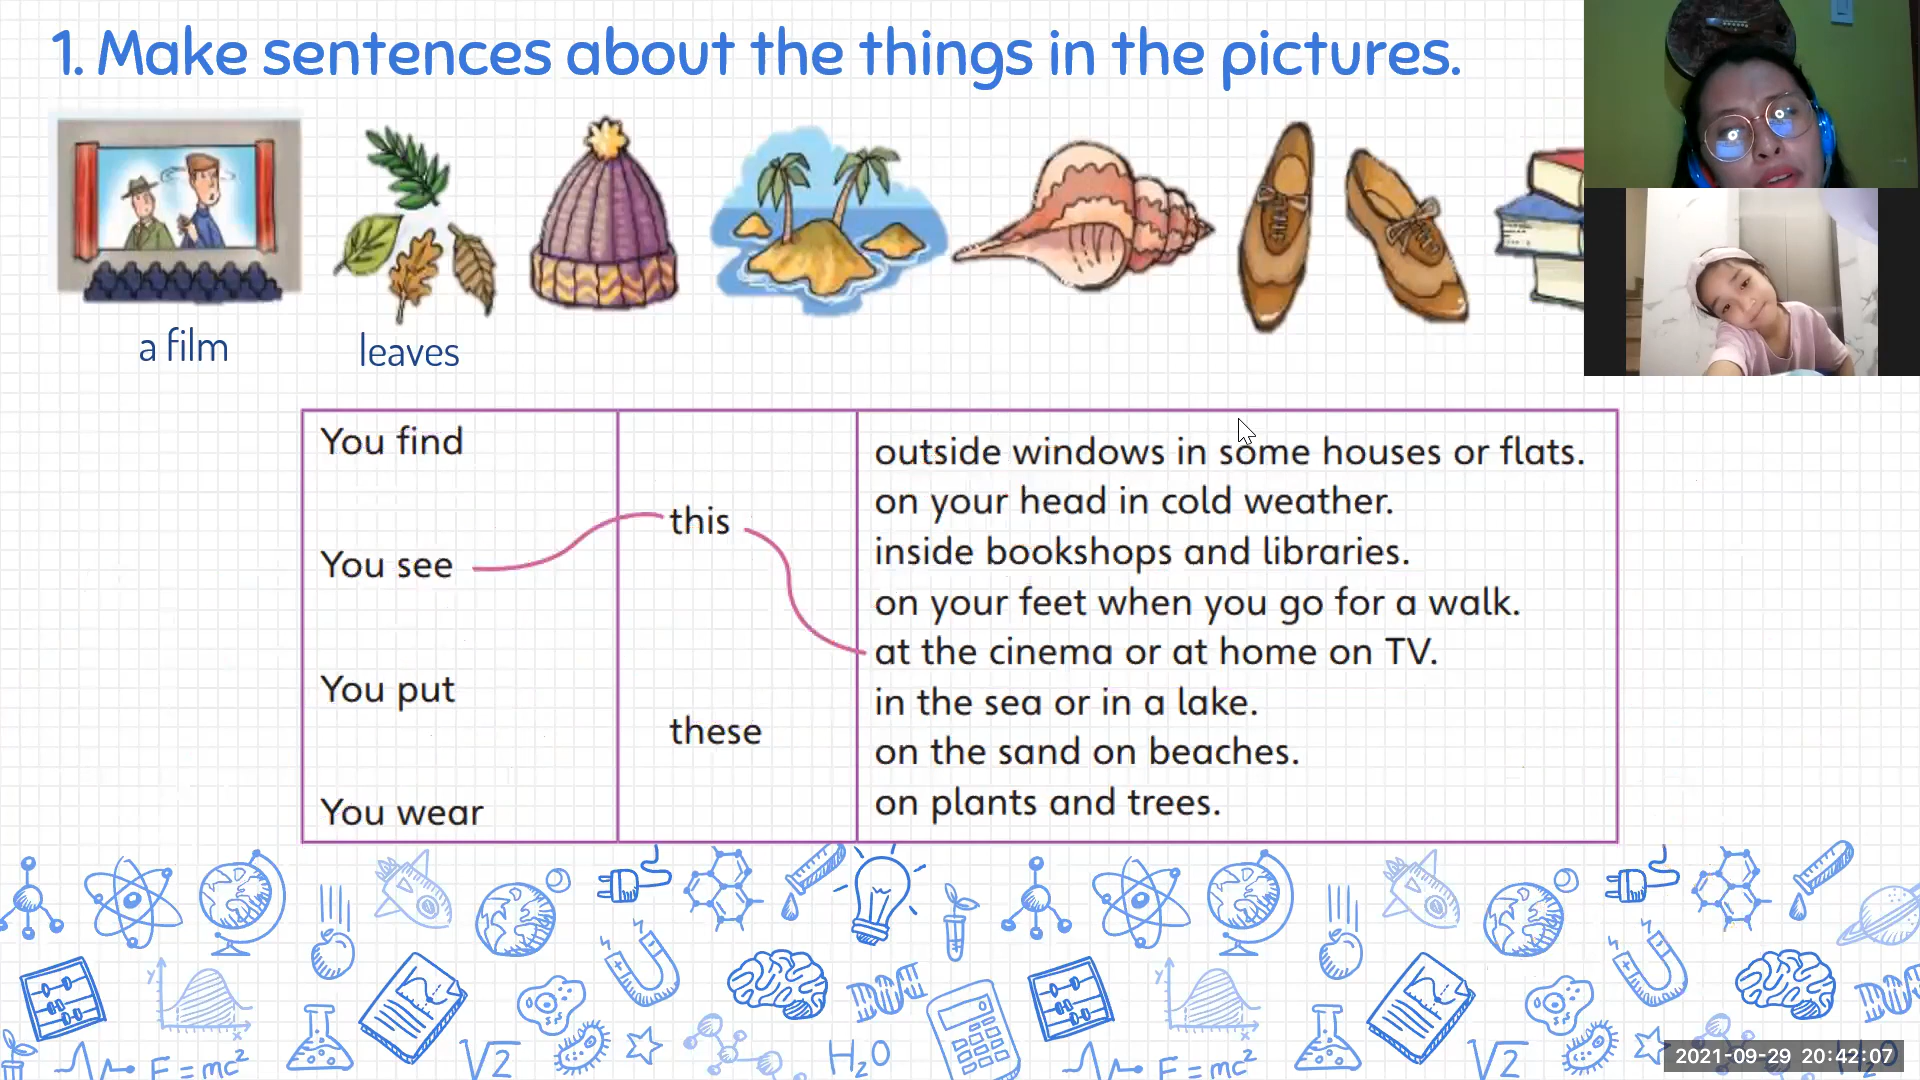 1. Make sentences about the things in the pictures.
a film
leaves
You find
You see
You put
You wear
this
these
outside windows in some houses or flats.
on your head in cold weather.
inside bookshops and libraries.
on your feet when you go for a walk.
at the cinema or at home on TV.
in the sea or in a lake.
on the sand on beaches.
on plants and trees.
y
x
F = mc²
√2
H₂O
y
x
F = mc²
√2
H₂O
2021-09-29 20:42:07